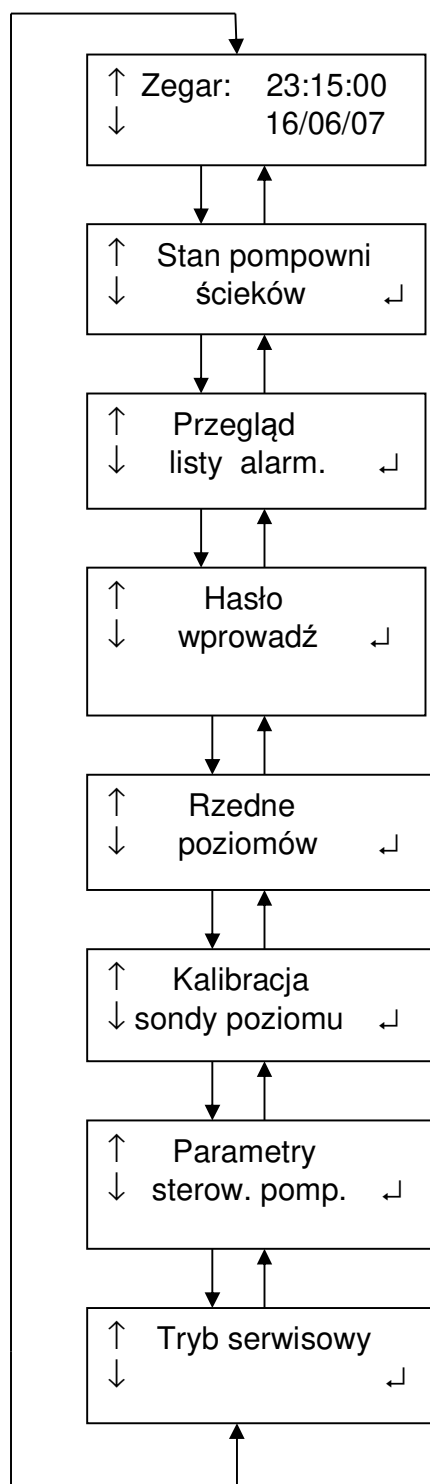 ↑ Zegar: 23:15:00
↓ 16/06/07
↑ Stan pompowni
↓ ścieków ↵
↑ Przegląd
↓ listy alarm. ↵
↑ Hasło
↓ wprowadź ↵
↑ Rzedne
↓ poziomów ↵
↑ Kalibracja
↓ sondy poziomu ↵
↑ Parametry
↓ sterow. pomp. ↵
↑ Tryb serwisowy
↓ ↵